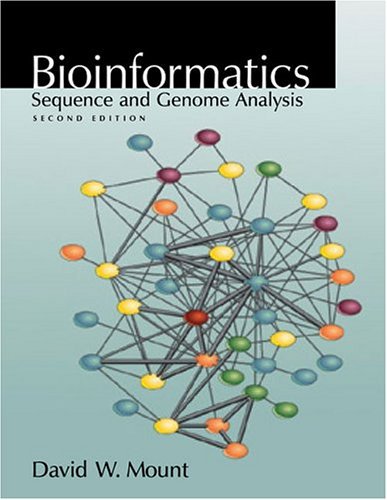 Bioinformatics
Sequence and Genome Analysis
SECOND EDITION
David W. Mount